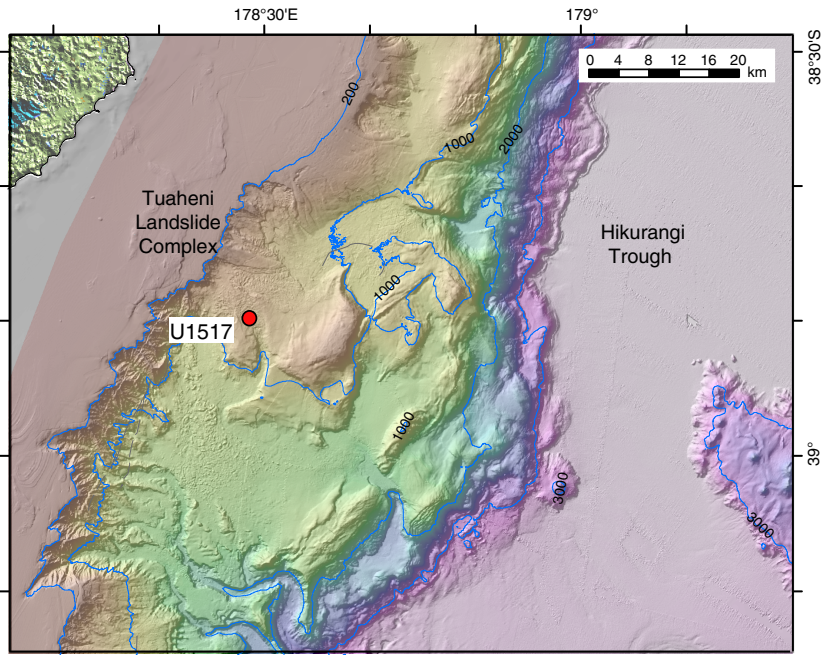 178°30'E
179°
38°30'S
0 4 8 12 16 20
km
200
1000
2000
Tuaheni
Landslide
Complex
Hikurangi
Trough
1000
U1517
1000
39°
3000
3000